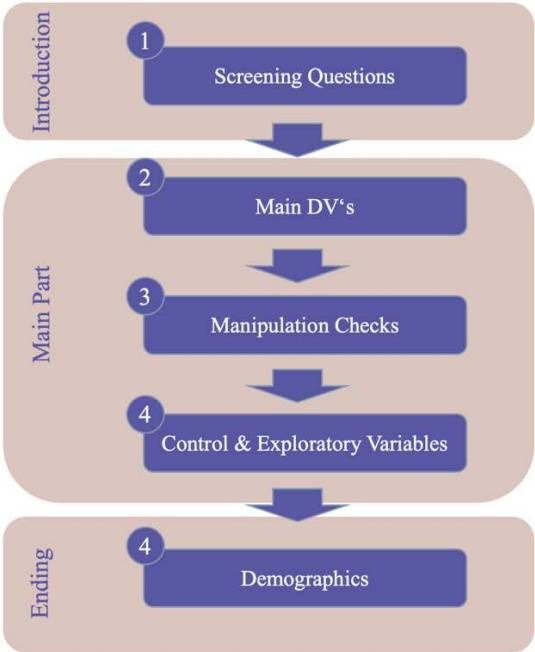 Introduction
1
Screening Questions
Main Part
2
Main DV‘s
3
Manipulation Checks
4
Control & Exploratory Variables
Ending
4
Demographics